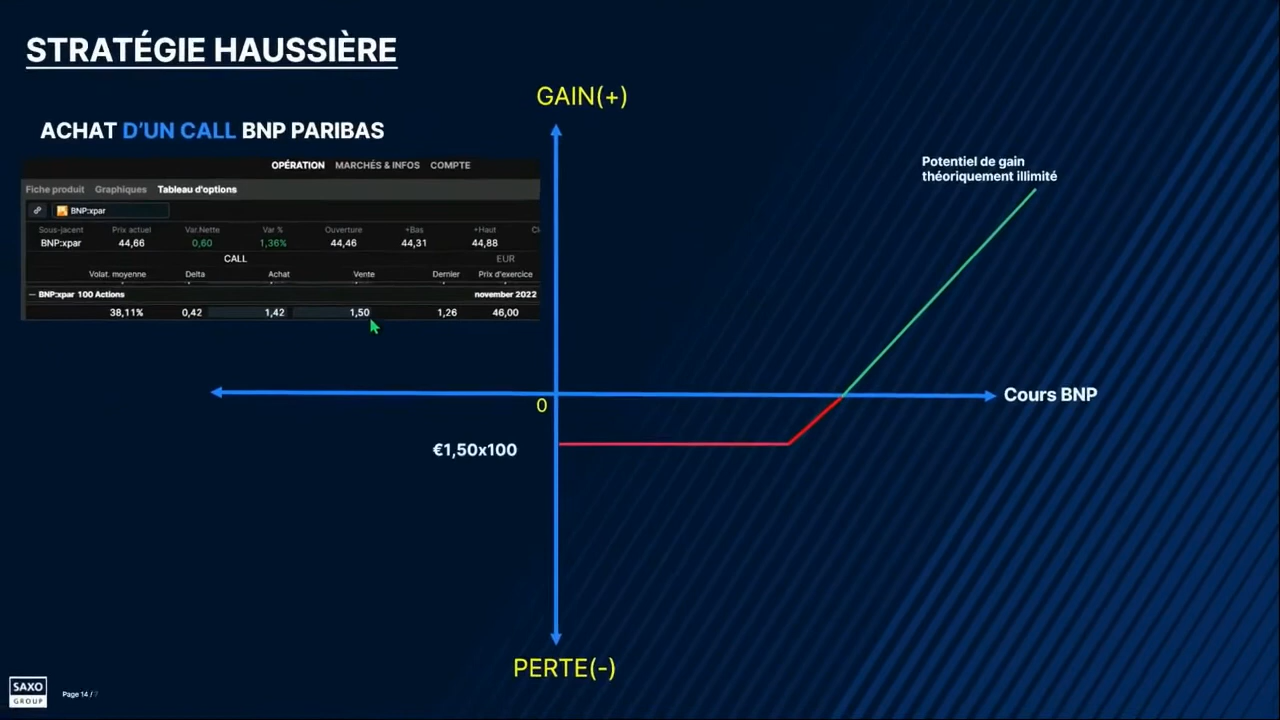 STRATÉGIE HAUSSIÈRE
GAIN(+)
ACHAT D'UN CALL BNP PARIBAS
OPÉRATION MARCHÉS & INFOS COMPTE
Fiche produit Graphiques Tableau d'options
BNP:xpar
Sous-jacent Prix actuel Var.Nette Var % Ouverture +Bas +Haut
BNP:xpar 44,66 0,60 1,36% 44,46 44,31 44,88
CALL EUR
Volat. moyenne Delta Achat Vente Dernier Prix d'exercice
BNP:xpar 100 Actions november 2022
38,11% 0,42 1,42 1,50 1,26 46,00
Potentiel de gain
théoriquement illimité
Cours BNP
0
€1,50x100
PERTE(-)
SAXO
GROUP
Page 14 / 7